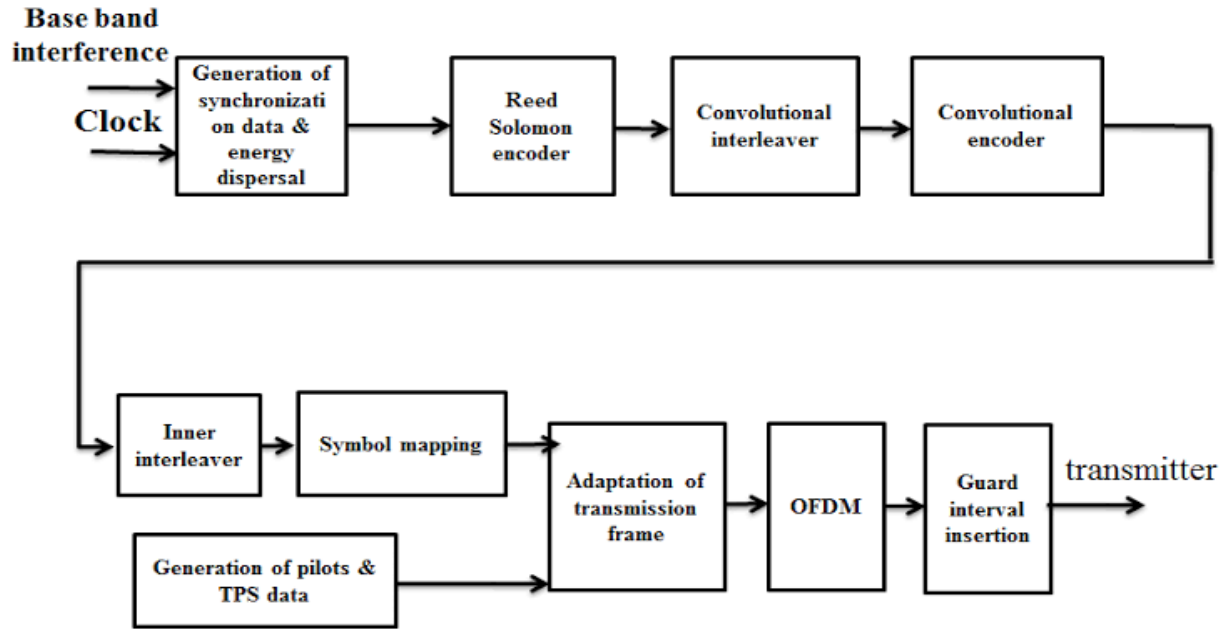 Base band
interference
Clock
Generation of
synchronizati
on data &
energy
dispersal
Reed
Solomon
encoder
Convolutional
interleaver
Convolutional
encoder
Inner
interleaver
Symbol mapping
Generation of pilots &
TPS data
Adaptation of
transmission
frame
OFDM
Guard
interval
insertion
transmitter